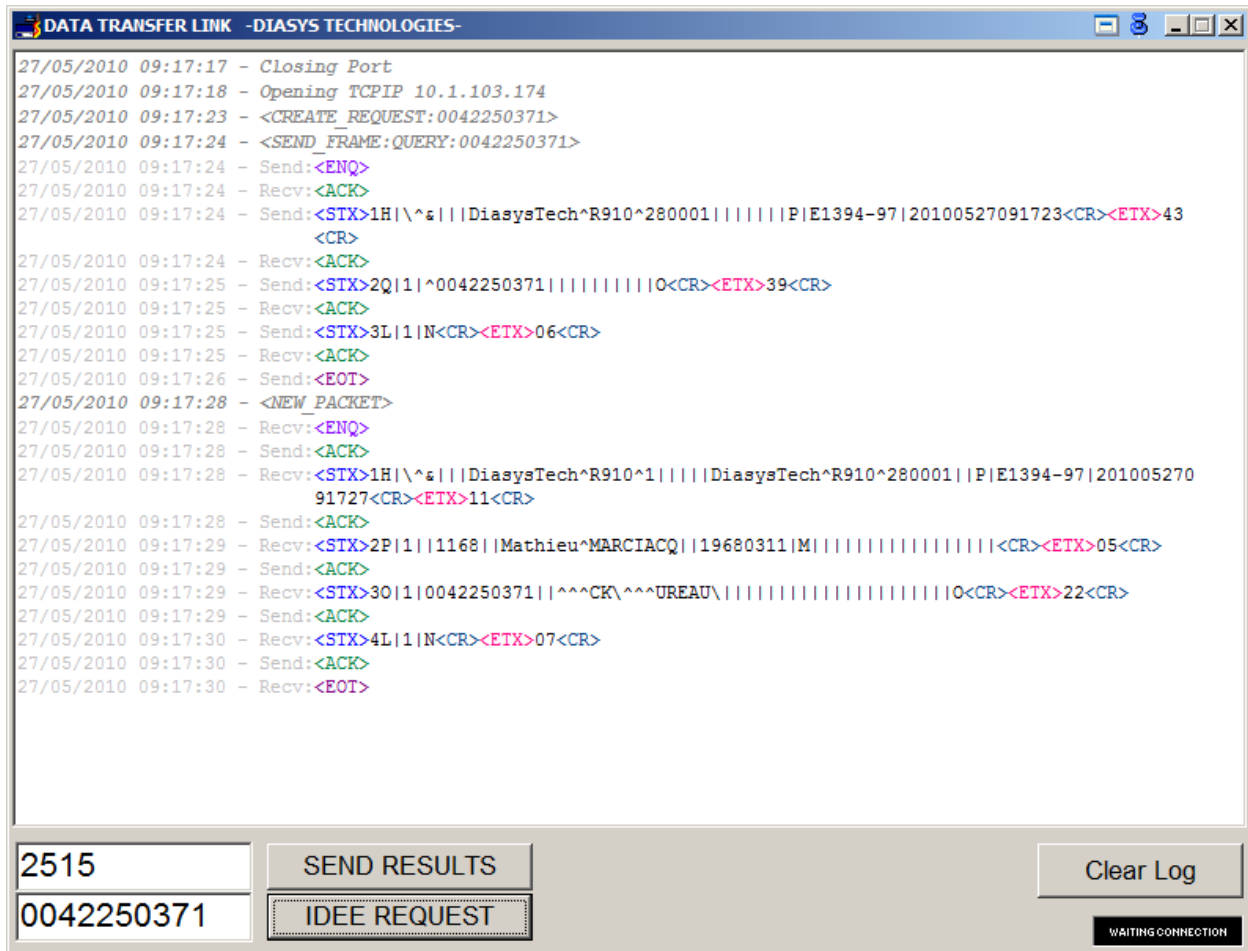 DATA TRANSFER LINK -DIASYS TECHNOLOGIES-
27/05/2010 09:17:17 - Closing Port
27/05/2010 09:17:18 - Opening TCPIP 10.1.103.174
27/05/2010 09:17:23 - <CREATE_REQUEST:0042250371>
27/05/2010 09:17:24 - <SEND_FRAME:QUERY:0042250371>
27/05/2010 09:17:24 - Send:<ENQ>
27/05/2010 09:17:24 - Recv:<ACK>
27/05/2010 09:17:24 - Send:<STX>1H|\^&|||DiasysTech^R910^280001|||||||P|E1394-97|20100527091723<CR><ETX>43
<CR>
27/05/2010 09:17:24 - Recv:<ACK>
27/05/2010 09:17:25 - Send:<STX>2Q|1|^0042250371||||||||||O<CR><ETX>39<CR>
27/05/2010 09:17:25 - Recv:<ACK>
27/05/2010 09:17:25 - Send:<STX>3L|1|N<CR><ETX>06<CR>
27/05/2010 09:17:25 - Recv:<ACK>
27/05/2010 09:17:26 - Send:<EOT>
27/05/2010 09:17:28 - <NEW_PACKET>
27/05/2010 09:17:28 - Recv:<ENQ>
27/05/2010 09:17:28 - Send:<ACK>
27/05/2010 09:17:28 - Recv:<STX>1H|\^&|||DiasysTech^R910^1|||||DiasysTech^R910^280001||P|E1394-97|201005270
91727<CR><ETX>11<CR>
27/05/2010 09:17:28 - Send:<ACK>
27/05/2010 09:17:29 - Recv:<STX>2P|1||1168||Mathieu^MARCIACQ||19680311|M|||||||||||||||||<CR><ETX>05<CR>
27/05/2010 09:17:29 - Send:<ACK>
27/05/2010 09:17:29 - Recv:<STX>3O|1|0042250371||^^^CK\^^^UREAU\|||||||||||||||||||||O<CR><ETX>22<CR>
27/05/2010 09:17:29 - Send:<ACK>
27/05/2010 09:17:30 - Recv:<STX>4L|1|N<CR><ETX>07<CR>
27/05/2010 09:17:30 - Send:<ACK>
27/05/2010 09:17:30 - Recv:<EOT>
2515
SEND RESULTS
Clear Log
0042250371
IDEE REQUEST
WAITING CONNECTION